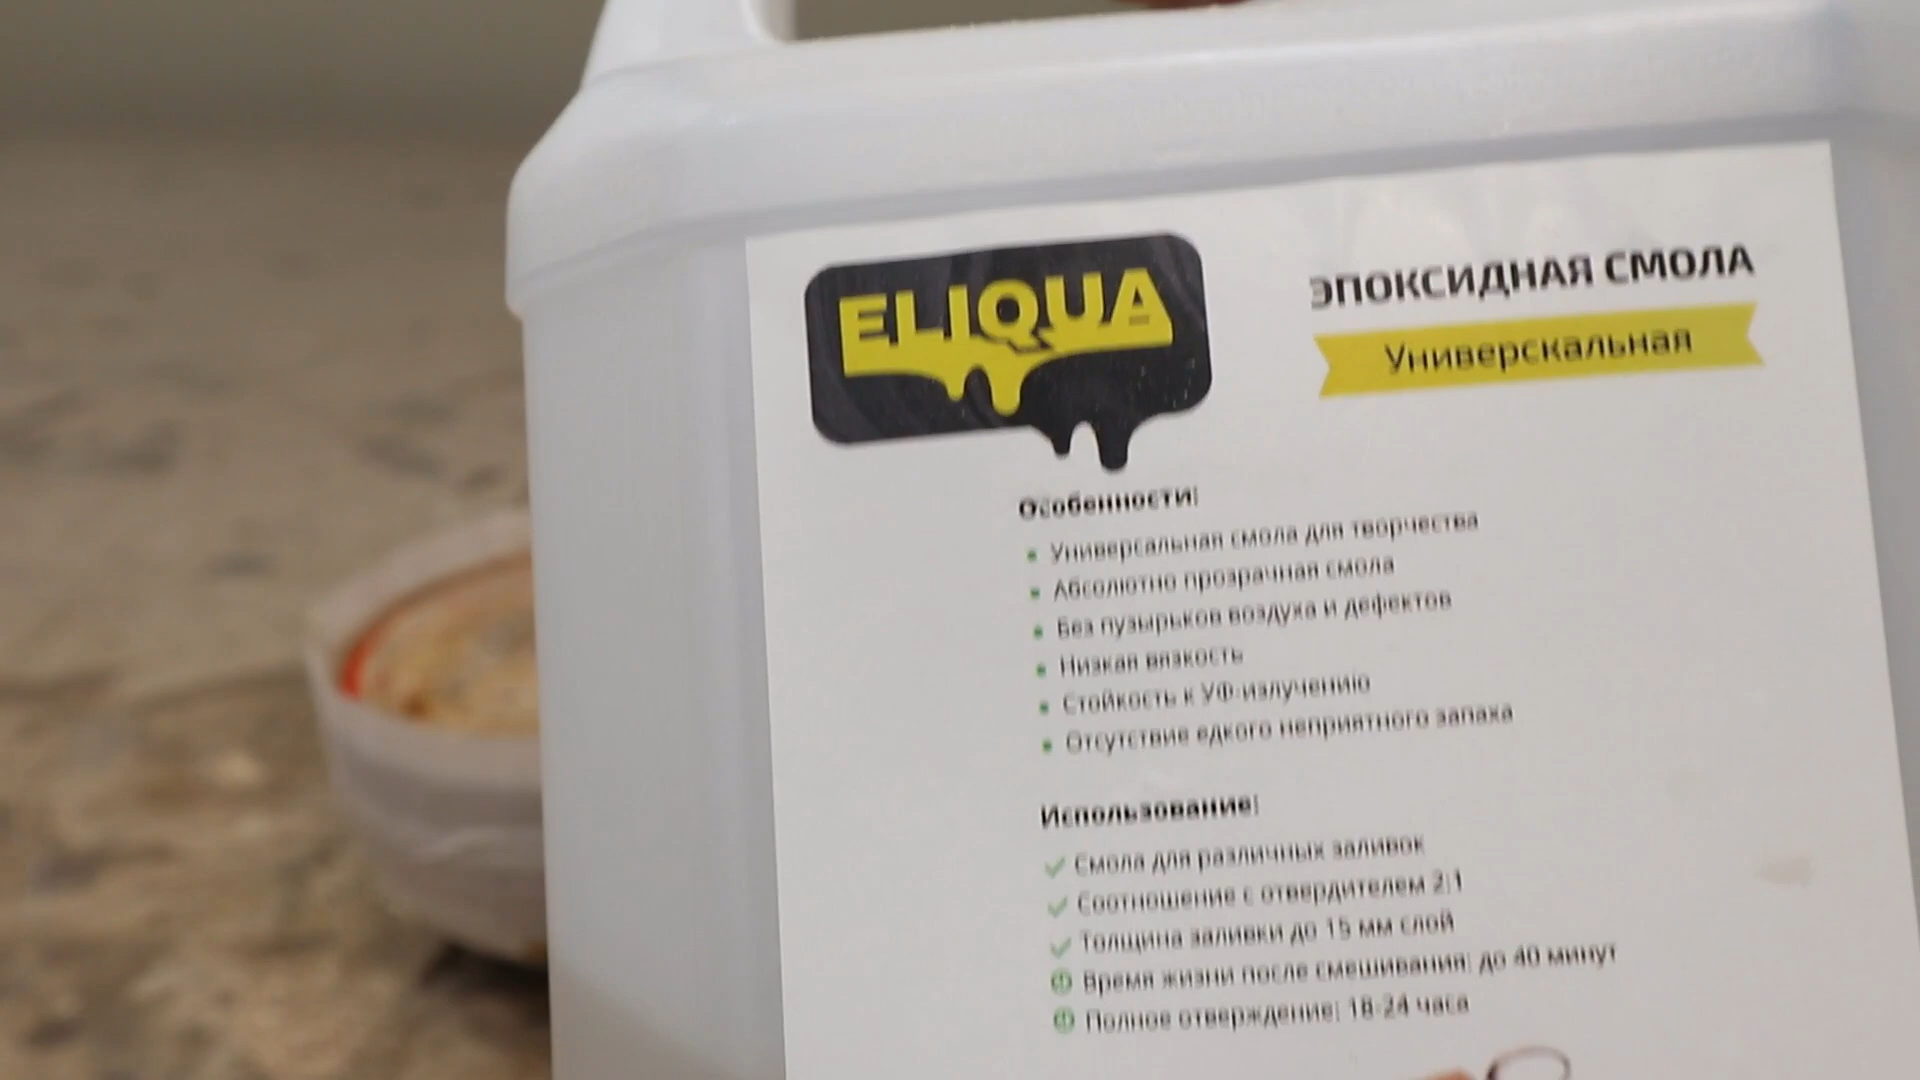 ELIQUA
ЭПОКСИДНАЯ СМОЛА
Универскальная
Особенности:
Универсальная смола для творчества
Абсолютно прозрачная смола
Без пузырьков воздуха и дефектов
Низкая вязкость
Стойкость к УФ-излучению
Отсутствие едкого неприятного запаха
Использование:
Смола для различных заливок
Соотношение с отвердителем 2:1
Толщина заливки до 15 мм слой
Время жизни после смешивания: до 40 минут
Полное отверждение: 18-24 часа